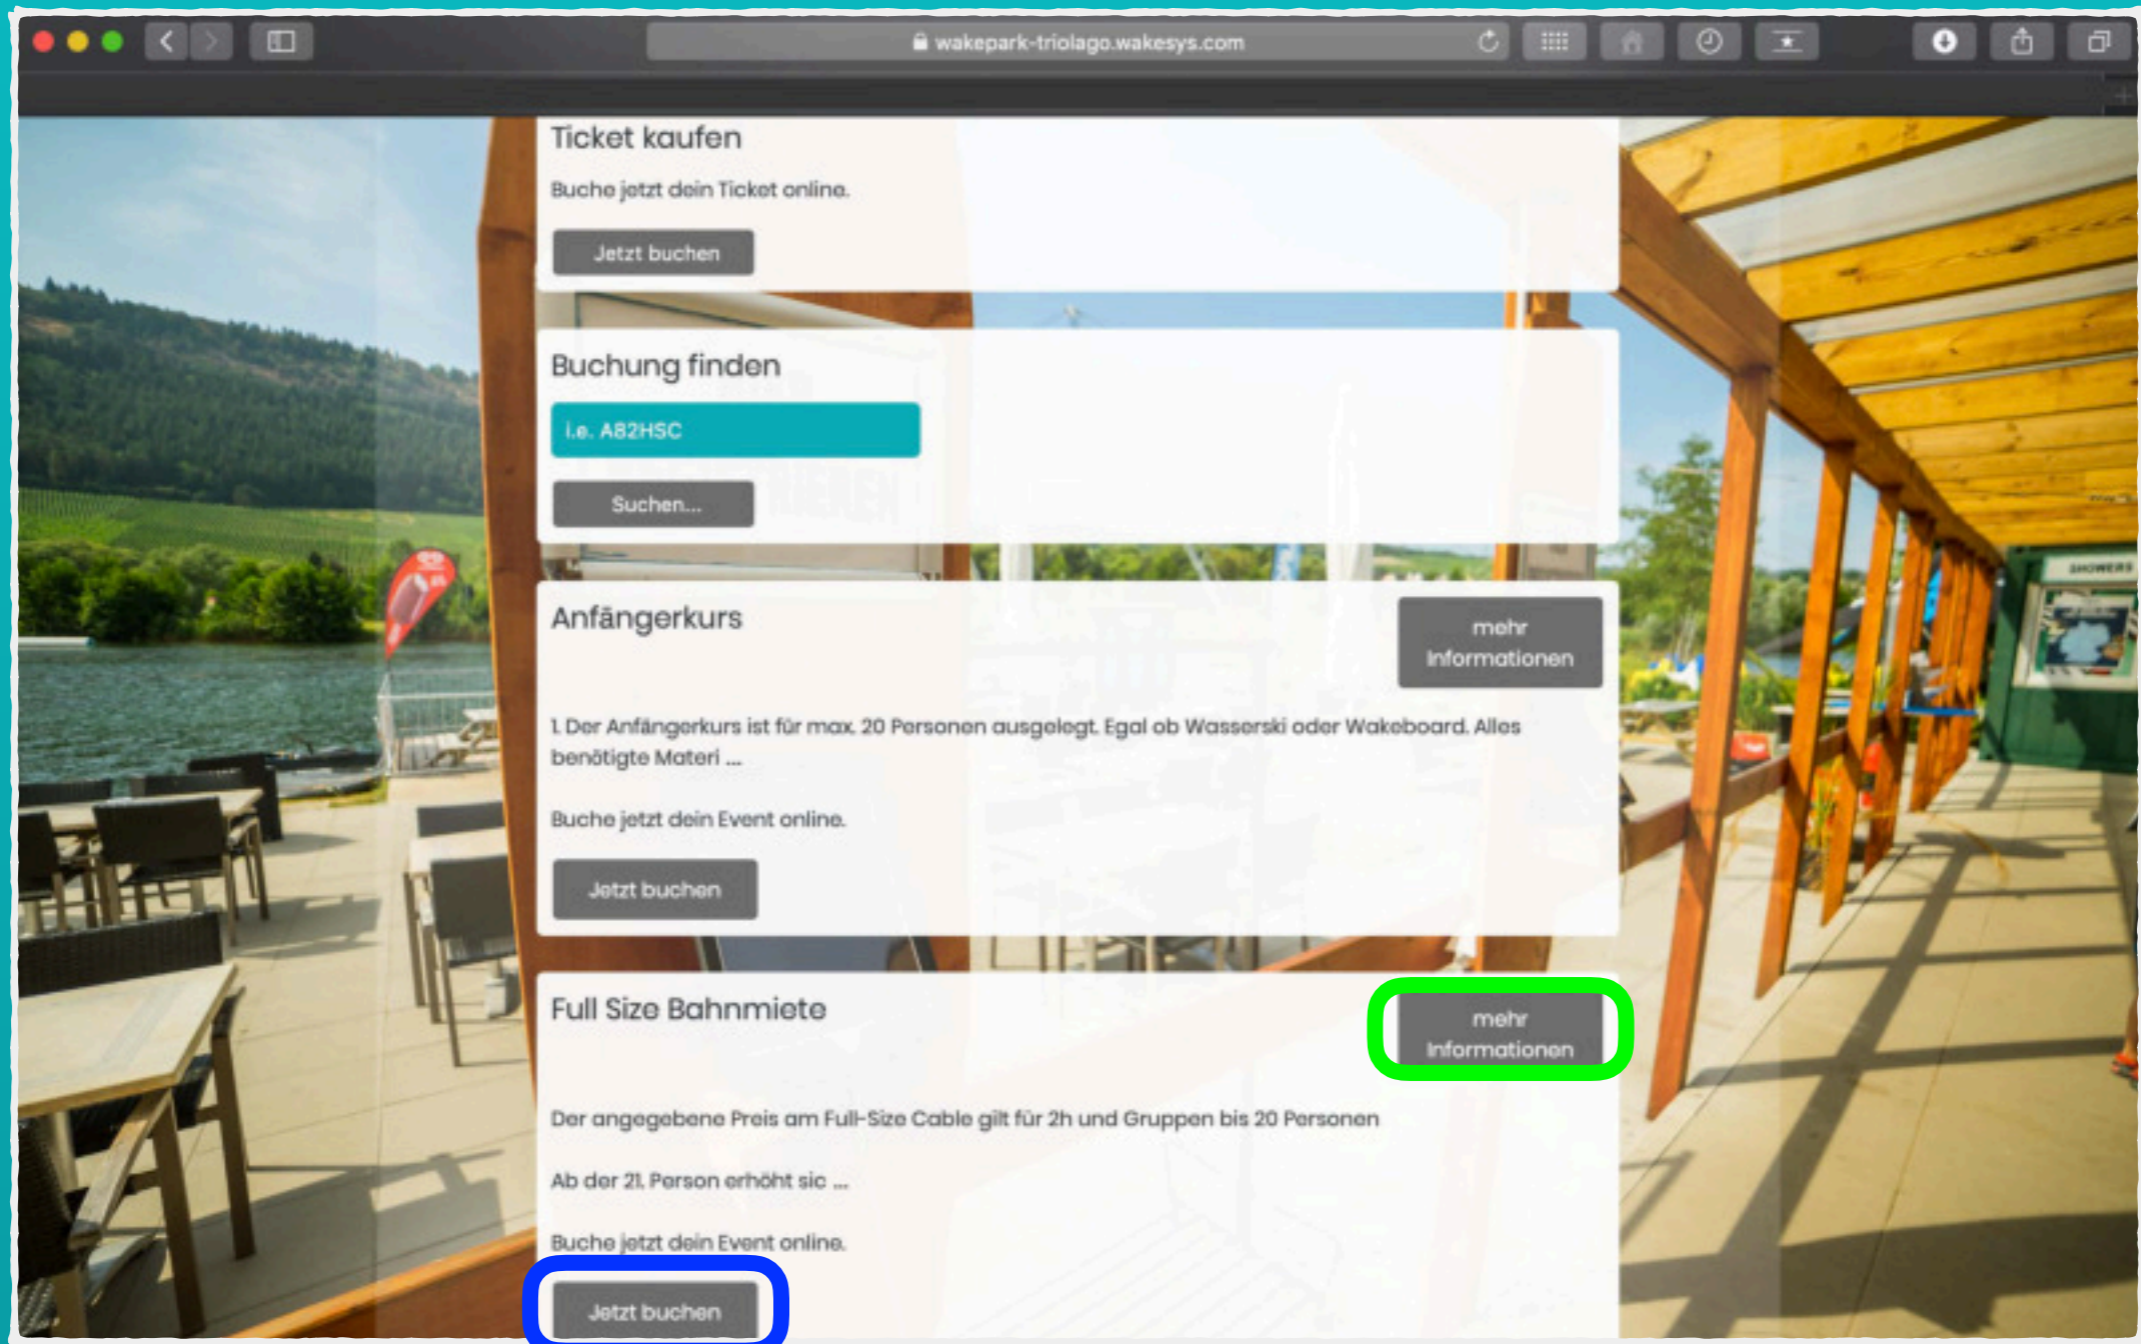 wakepark-triolago.wakesys.com
Ticket kaufen
Buche jetzt dein Ticket online.
Jetzt buchen
Buchung finden
i.e. A82HSC
Suchen...
Anfängerkurs
mehr
Informationen
1. Der Anfängerkurs ist für max. 20 Personen ausgelegt. Egal ob Wasserski oder Wakeboard. Alles
benötigte Materi ...
Buche jetzt dein Event online.
Jetzt buchen
Full Size Bahnmiete
mehr
Informationen
Der angegebene Preis am Full-Size Cable gilt für 2h und Gruppen bis 20 Personen
Ab der 21. Person erhöht sic ...
Buche jetzt dein Event online.
Jetzt buchen
SHOWERS